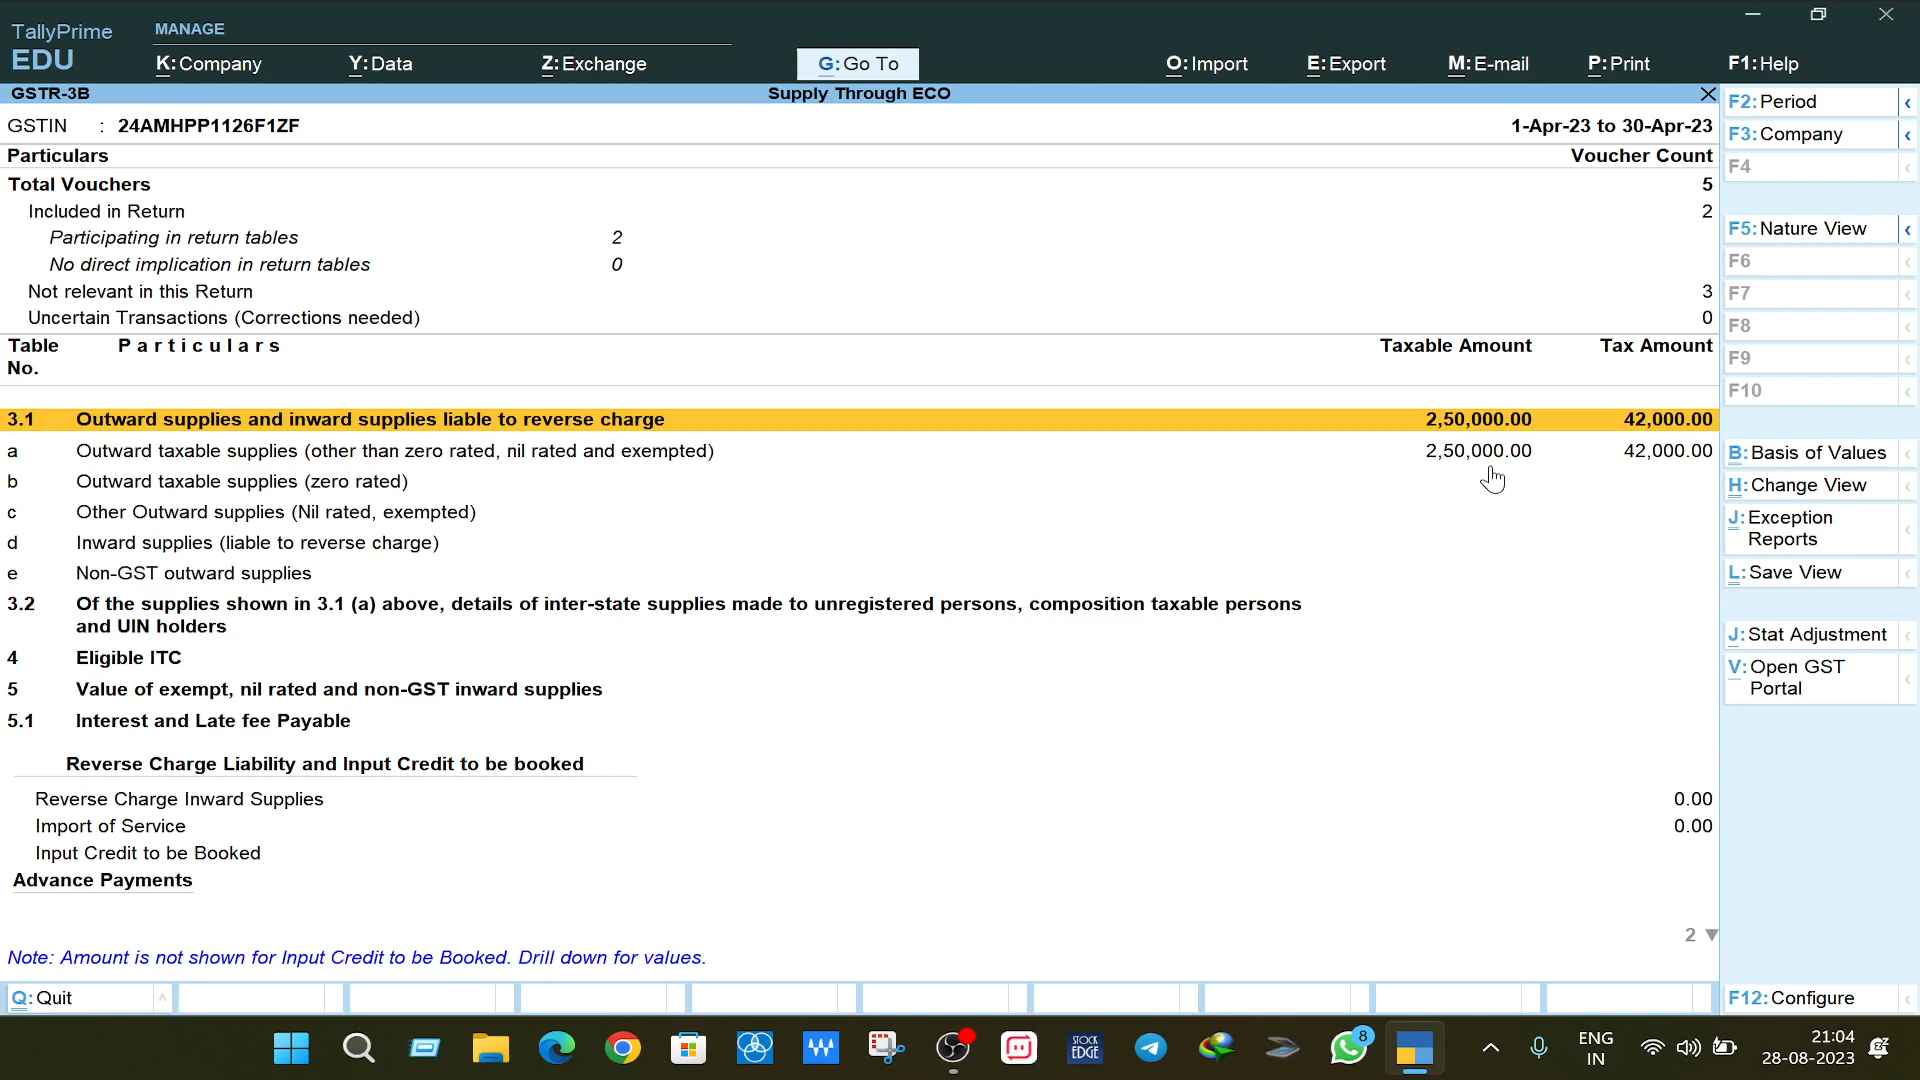 TallyPrime
EDU
MANAGE
K:Company
Y:Data
Z:Exchange
G:Go To
O:Import
E:Export
M:E-mail
P:Print
F1:Help
GSTR-3B
Supply Through ECO
GSTIN : 24AMHPP1126F1ZF
1-Apr-23 to 30-Apr-23
Particulars Voucher Count
Total Vouchers 5
Included in Return 2
Participating in return tables 2
No direct implication in return tables 0
Not relevant in this Return 3
Uncertain Transactions (Corrections needed) 0
Table Particulars Taxable Amount Tax Amount
No.
3.1 Outward supplies and inward supplies liable to reverse charge 2,50,000.00 42,000.00
a Outward taxable supplies (other than zero rated, nil rated and exempted) 2,50,000.00 42,000.00
b Outward taxable supplies (zero rated)
c Other Outward supplies (Nil rated, exempted)
d Inward supplies (liable to reverse charge)
e Non-GST outward supplies
3.2 Of the supplies shown in 3.1 (a) above, details of inter-state supplies made to unregistered persons, composition taxable persons
and UIN holders
4 Eligible ITC
5 Value of exempt, nil rated and non-GST inward supplies
5.1 Interest and Late fee Payable
Reverse Charge Liability and Input Credit to be booked
Reverse Charge Inward Supplies 0.00
Import of Service 0.00
Input Credit to be Booked
Advance Payments
2
Note: Amount is not shown for Input Credit to be Booked. Drill down for values.
Q:Quit
F2:Period
F3:Company
F4
F5:Nature View
F6
F7
F8
F9
F10
B:Basis of Values
H:Change View
J:Exception
Reports
L:Save View
J:Stat Adjustment
V:Open GST
Portal
F12:Configure
STOCK
EDGE
8
ENG
IN
21:04
28-08-2023